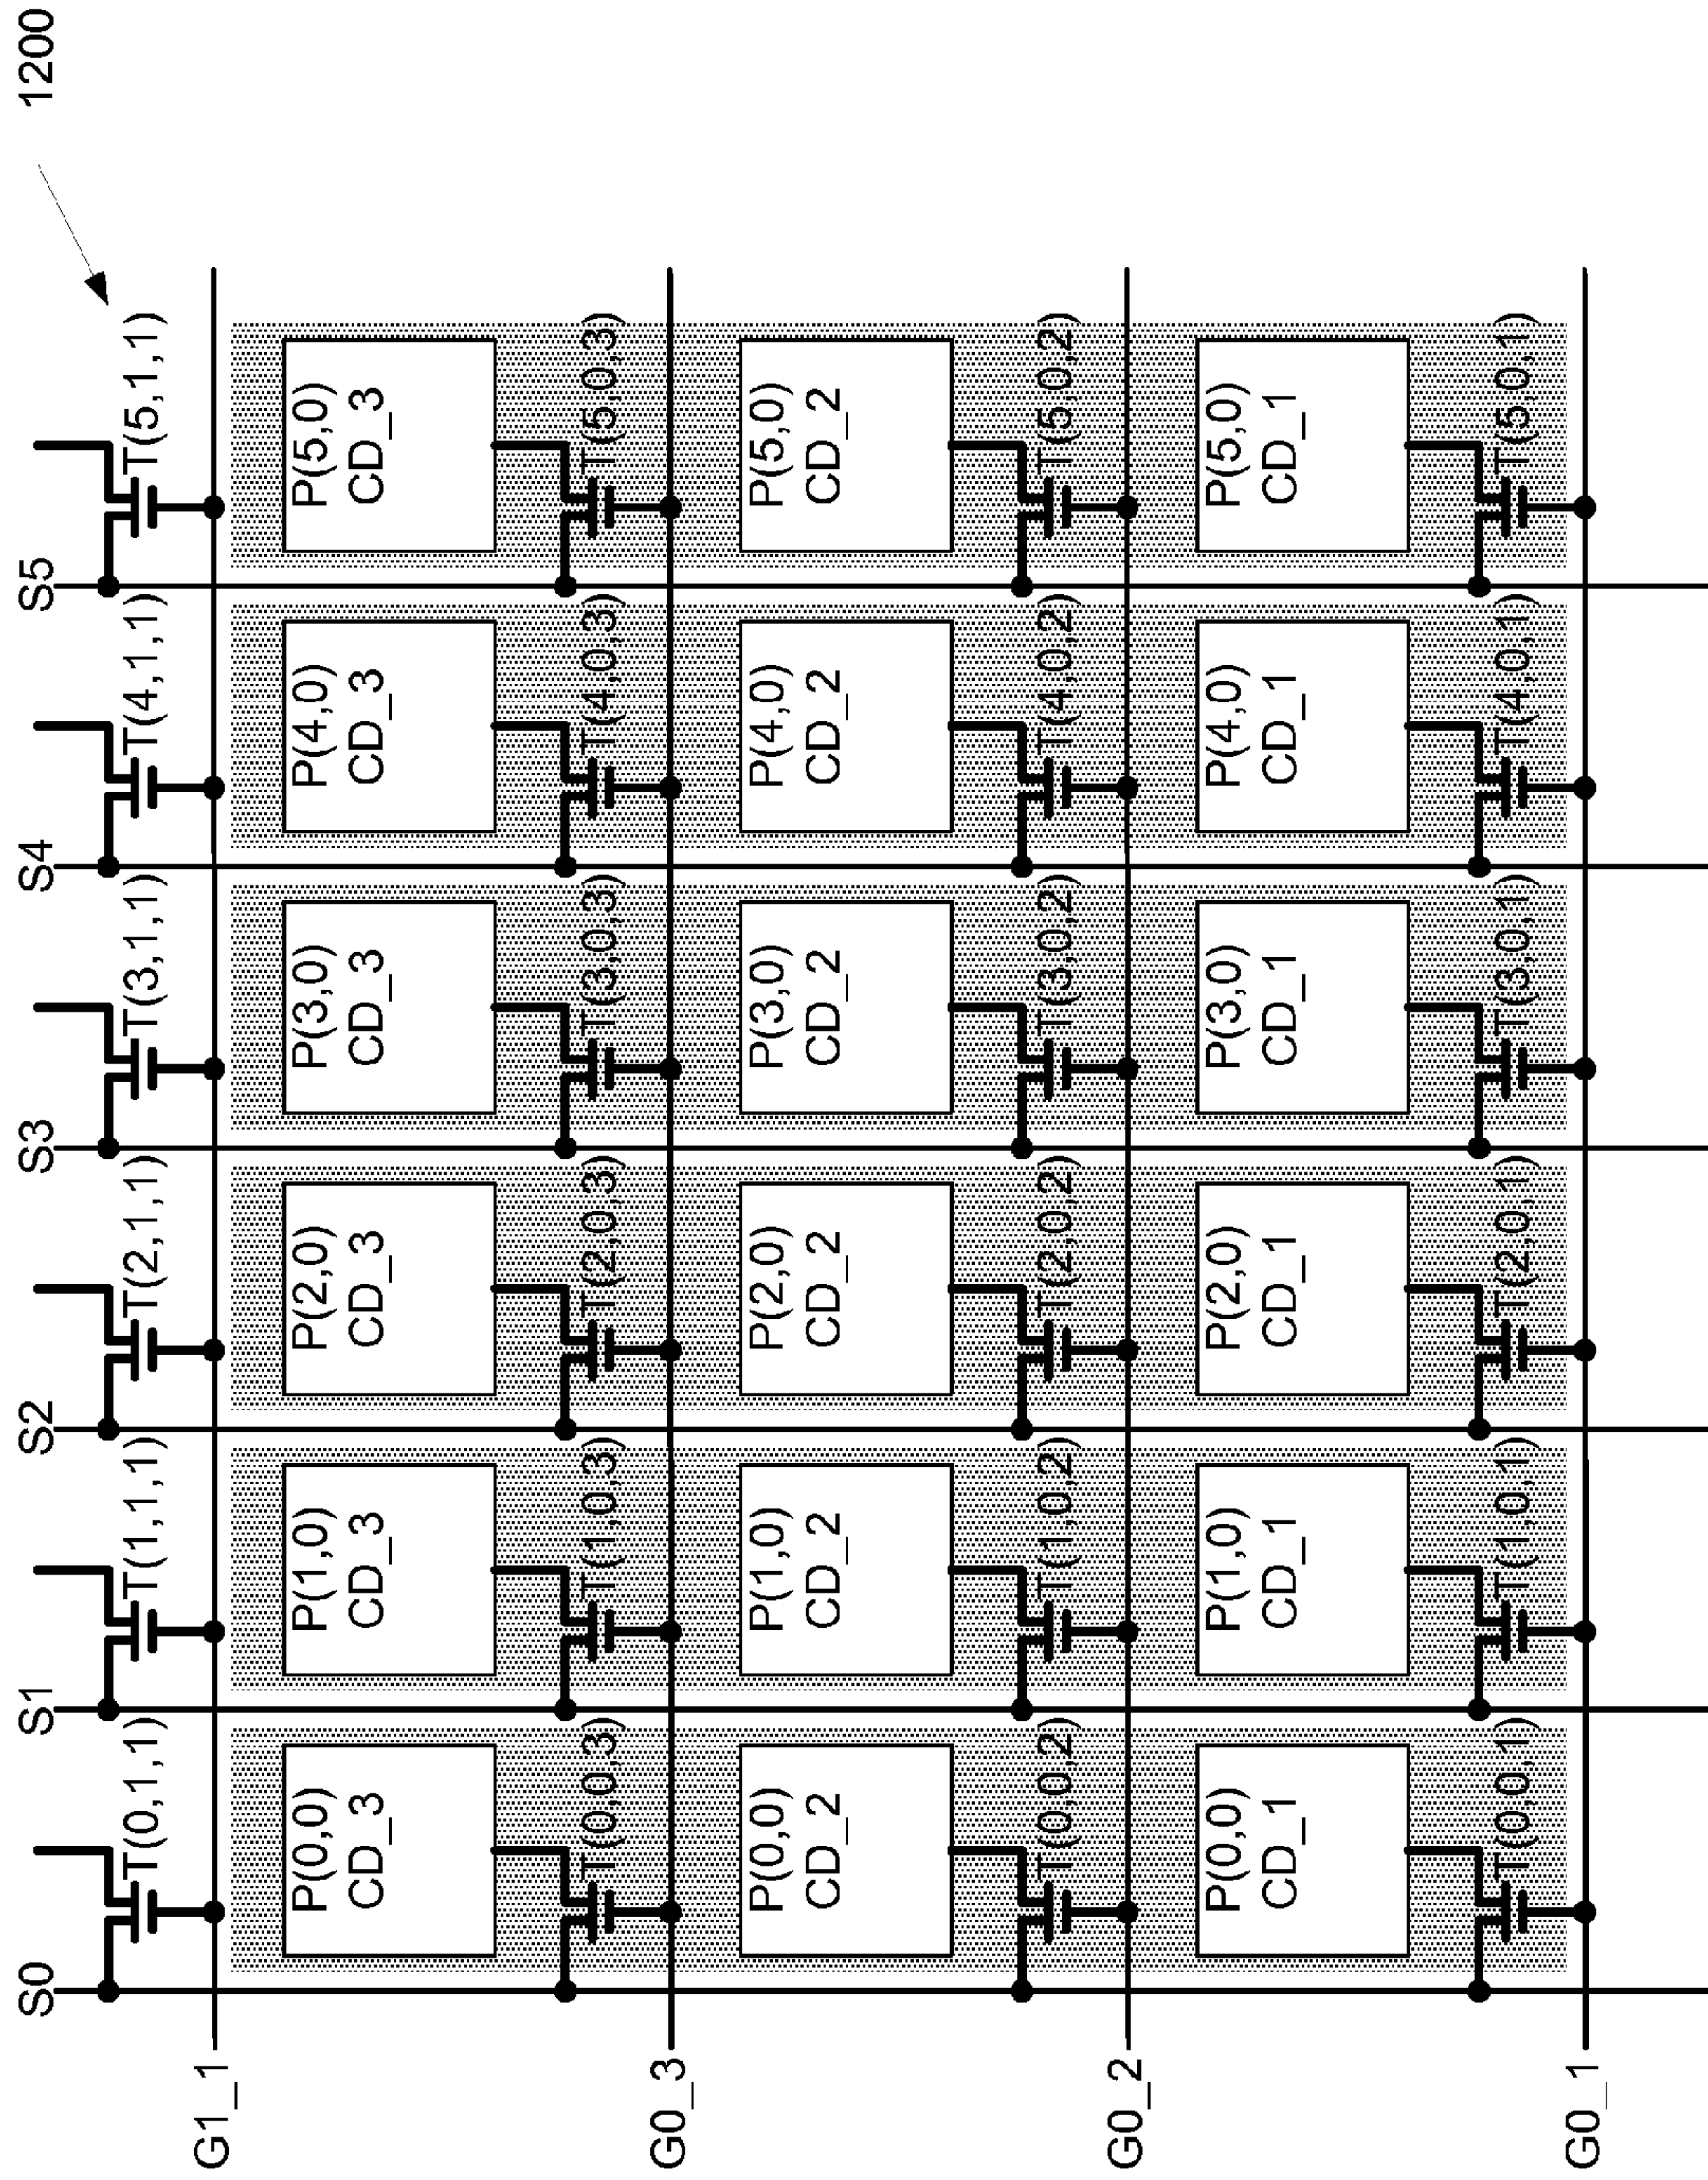 S0
S1
S2
S3
S4
S5
1200
T(0,1,1)
T(1,1,1)
T(2,1,1)
T(3,1,1)
T(4,1,1)
T(5,1,1)
G1_1
P(0,0)
CD_3
P(1,0)
CD_3
P(2,0)
CD_3
P(3,0)
CD_3
P(4,0)
CD_3
P(5,0)
CD_3
T(0,0,3)
T(1,0,3)
T(2,0,3)
T(3,0,3)
T(4,0,3)
T(5,0,3)
G0_3
P(0,0)
CD_2
P(1,0)
CD_2
P(2,0)
CD_2
P(3,0)
CD_2
P(4,0)
CD_2
P(5,0)
CD_2
T(0,0,2)
T(1,0,2)
T(2,0,2)
T(3,0,2)
T(4,0,2)
T(5,0,2)
G0_2
P(0,0)
CD_1
P(1,0)
CD_1
P(2,0)
CD_1
P(3,0)
CD_1
P(4,0)
CD_1
P(5,0)
CD_1
T(0,0,1)
T(1,0,1)
T(2,0,1)
T(3,0,1)
T(4,0,1)
T(5,0,1)
G0_1